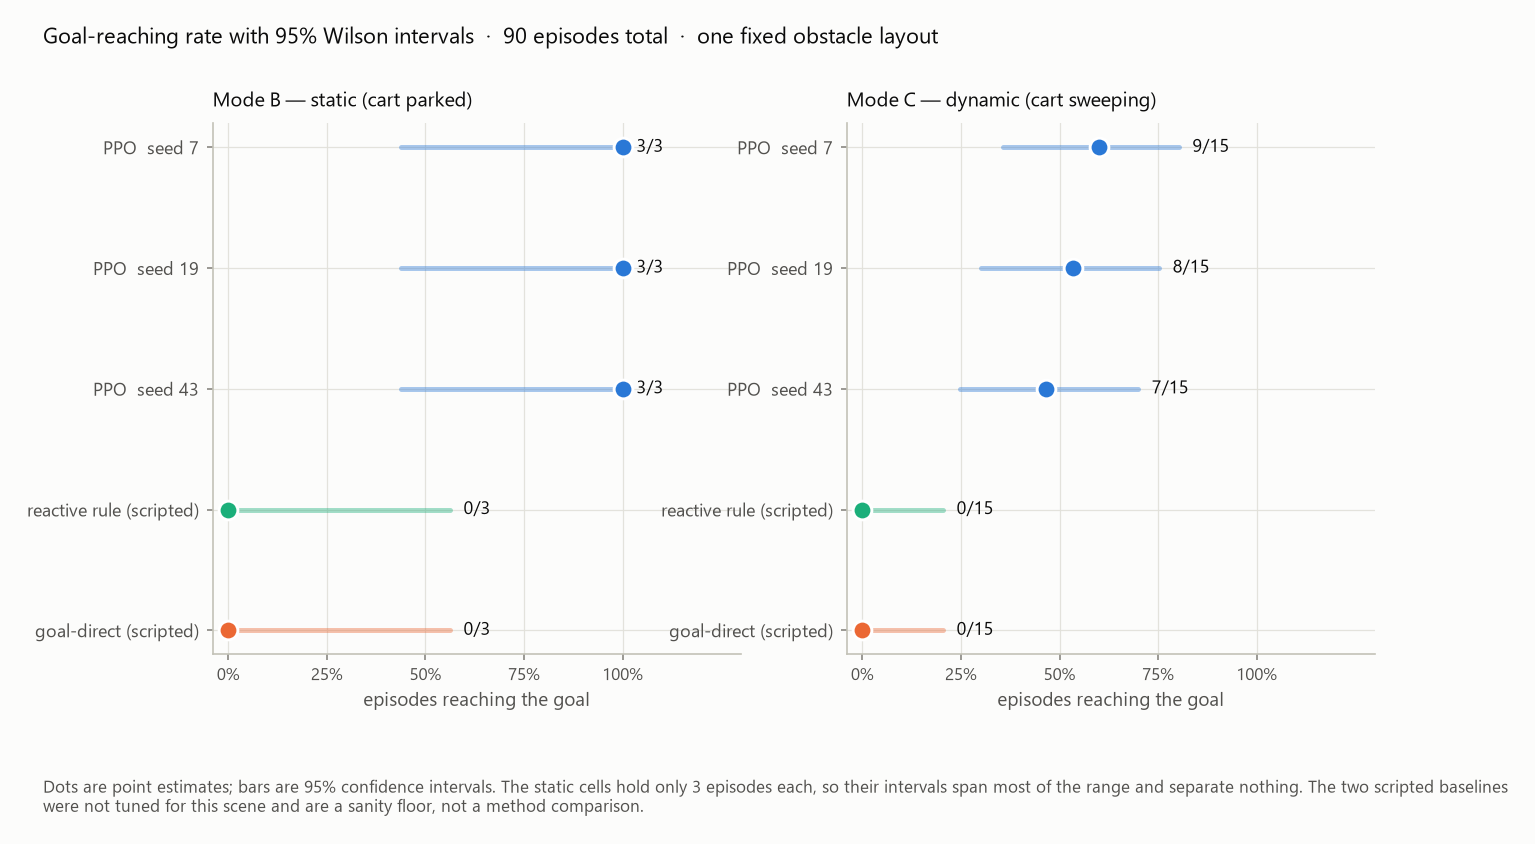 Goal-reaching rate with 95% Wilson intervals · 90 episodes total · one fixed obstacle layout
Mode B — static (cart parked)
PPO seed 7
3/3
PPO seed 19
3/3
PPO seed 43
3/3
reactive rule (scripted)
0/3
goal-direct (scripted)
0/3
0% 25% 50% 75% 100%
episodes reaching the goal
Mode C — dynamic (cart sweeping)
PPO seed 7
9/15
PPO seed 19
8/15
PPO seed 43
7/15
reactive rule (scripted)
0/15
goal-direct (scripted)
0/15
0% 25% 50% 75% 100%
episodes reaching the goal
Dots are point estimates; bars are 95% confidence intervals. The static cells hold only 3 episodes each, so their intervals span most of the range and separate nothing. The two scripted baselines
were not tuned for this scene and are a sanity floor, not a method comparison.